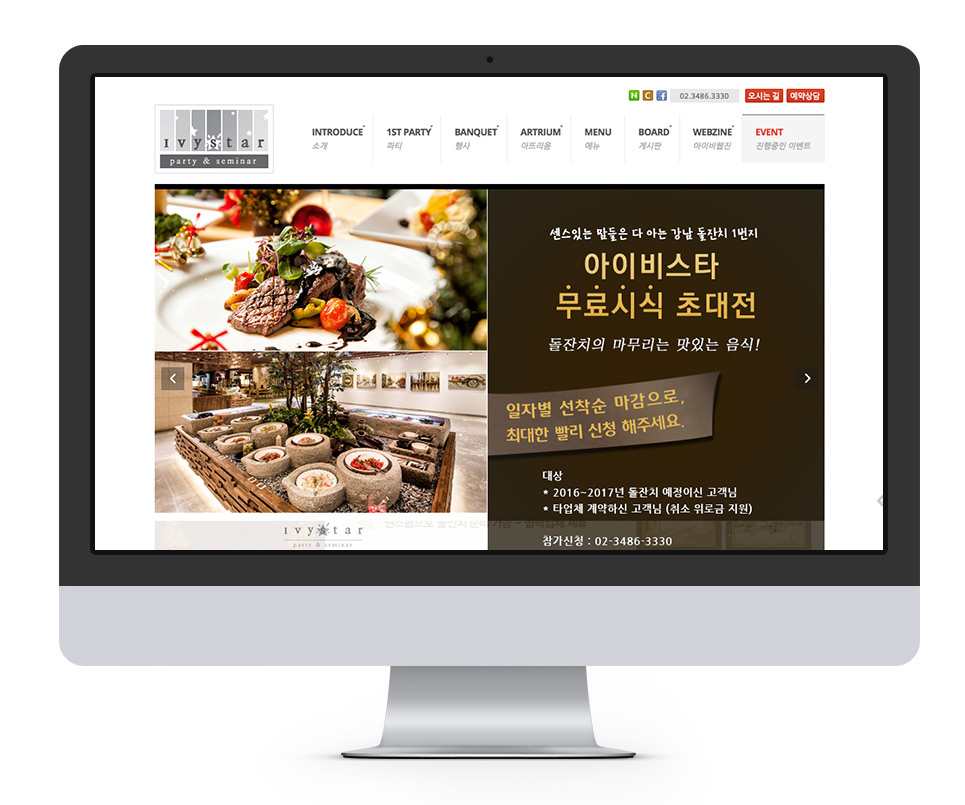 N C f 02.3486.3330 오시는 길 예약상담
ivystar
party & seminar
INTRODUCE 1ST PARTY BANQUET ARTRIUM MENU BOARD WEBZINE EVENT
소개 파티 행사 아트리움 메뉴 게시판 아이비웹진 진행중인 이벤트
센스있는 맘들은 다 아는 강남 돌잔치 1번지
아이비스타
무료시식 초대전
돌잔치의 마무리는 맛있는 음식!
일자별 선착순 마감으로,
최대한 빨리 신청 해주세요.
대상
* 2016~2017년 돌잔치 예정이신 고객님
* 타업체 계약하신 고객님 (취소 위로금 지원)
참가신청 : 02-3486-3330
ivystar
party & seminar